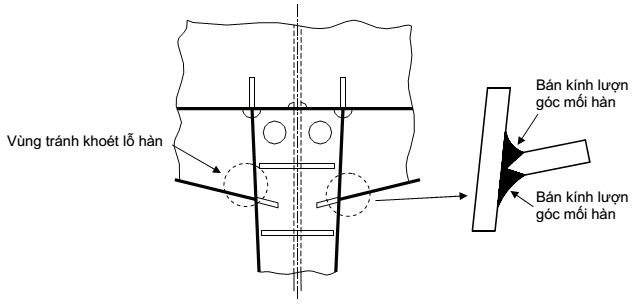 Vùng tránh khoét lỗ hàn
Bán kính lượn
góc mối hàn
Bán kính lượn
góc mối hàn